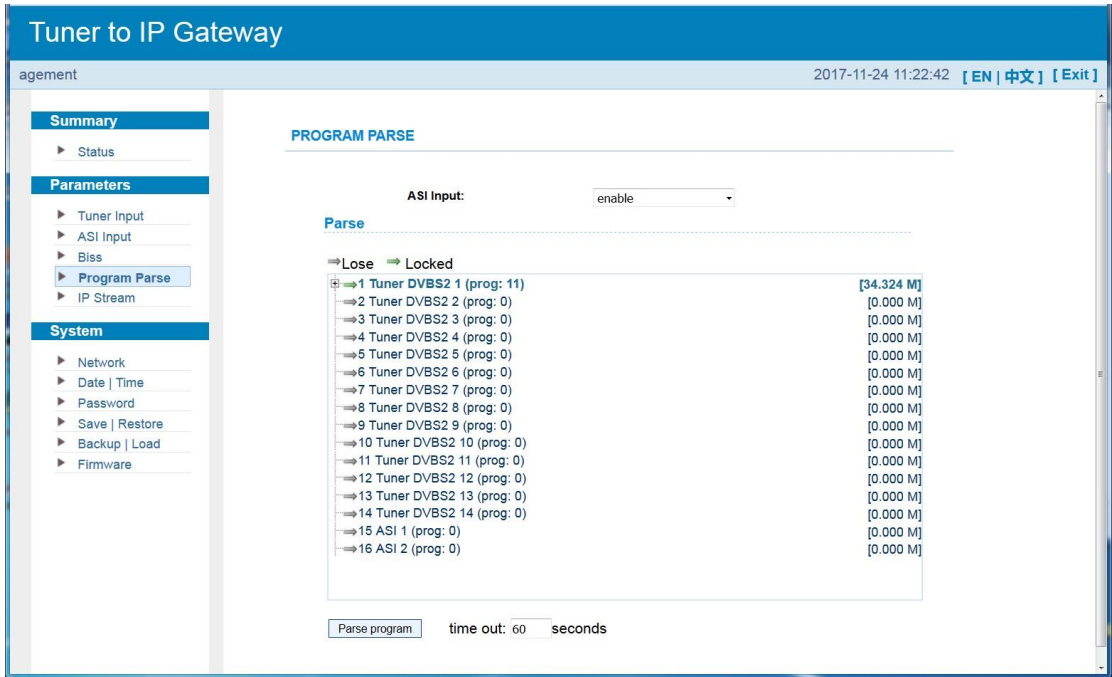 Tuner to IP Gateway
agement 2017-11-24 11:22:42 [ EN | 中文 ] [ Exit ]
Summary
Status
Parameters
Tuner Input
ASI Input
Biss
Program Parse
IP Stream
System
Network
Date | Time
Password
Save | Restore
Backup | Load
Firmware
PROGRAM PARSE
ASI Input: enable
Parse
Lose Locked
1 Tuner DVBS2 1 (prog: 11) [34.324 M]
2 Tuner DVBS2 2 (prog: 0) [0.000 M]
3 Tuner DVBS2 3 (prog: 0) [0.000 M]
4 Tuner DVBS2 4 (prog: 0) [0.000 M]
5 Tuner DVBS2 5 (prog: 0) [0.000 M]
6 Tuner DVBS2 6 (prog: 0) [0.000 M]
7 Tuner DVBS2 7 (prog: 0) [0.000 M]
8 Tuner DVBS2 8 (prog: 0) [0.000 M]
9 Tuner DVBS2 9 (prog: 0) [0.000 M]
10 Tuner DVBS2 10 (prog: 0) [0.000 M]
11 Tuner DVBS2 11 (prog: 0) [0.000 M]
12 Tuner DVBS2 12 (prog: 0) [0.000 M]
13 Tuner DVBS2 13 (prog: 0) [0.000 M]
14 Tuner DVBS2 14 (prog: 0) [0.000 M]
15 ASI 1 (prog: 0) [0.000 M]
16 ASI 2 (prog: 0) [0.000 M]
Parse program time out: 60 seconds